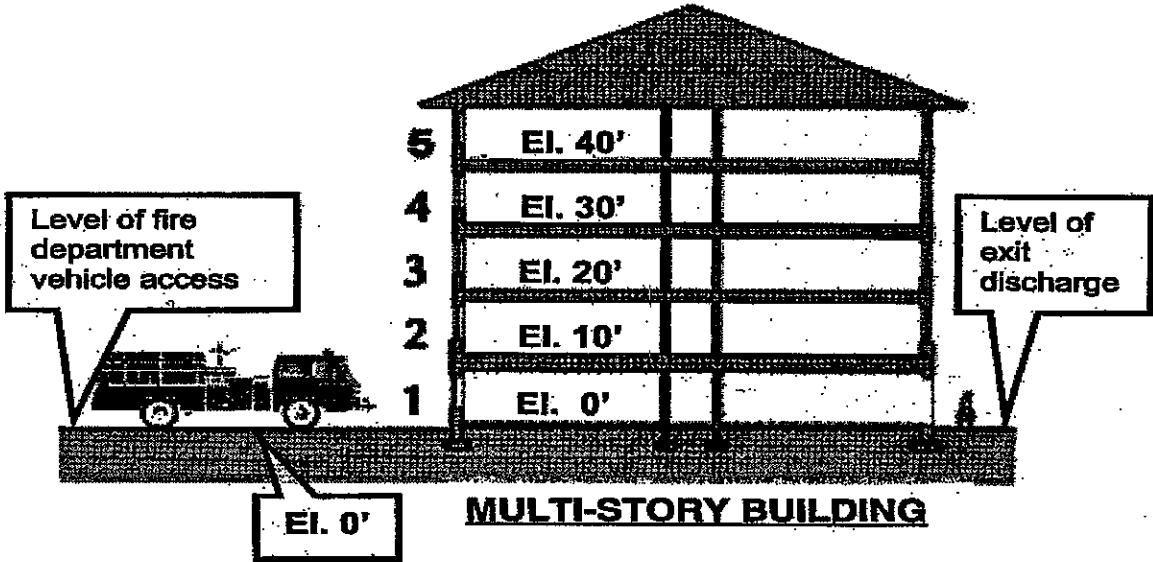 5 El. 40'
4 El. 30'
Level of fire
department
vehicle access
Level of
exit
discharge
3 El. 20'
2 El. 10'
1 El. 0'
El. 0'
MULTI-STORY BUILDING